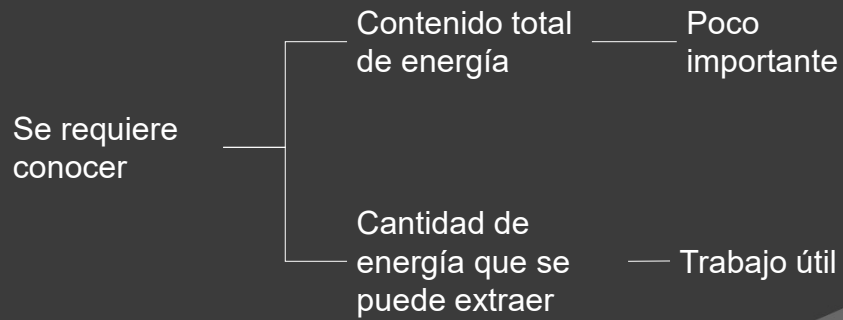 Contenido total
de energía
Poco
importante
Se requiere
conocer
Cantidad de
energía que se
puede extraer
Trabajo útil